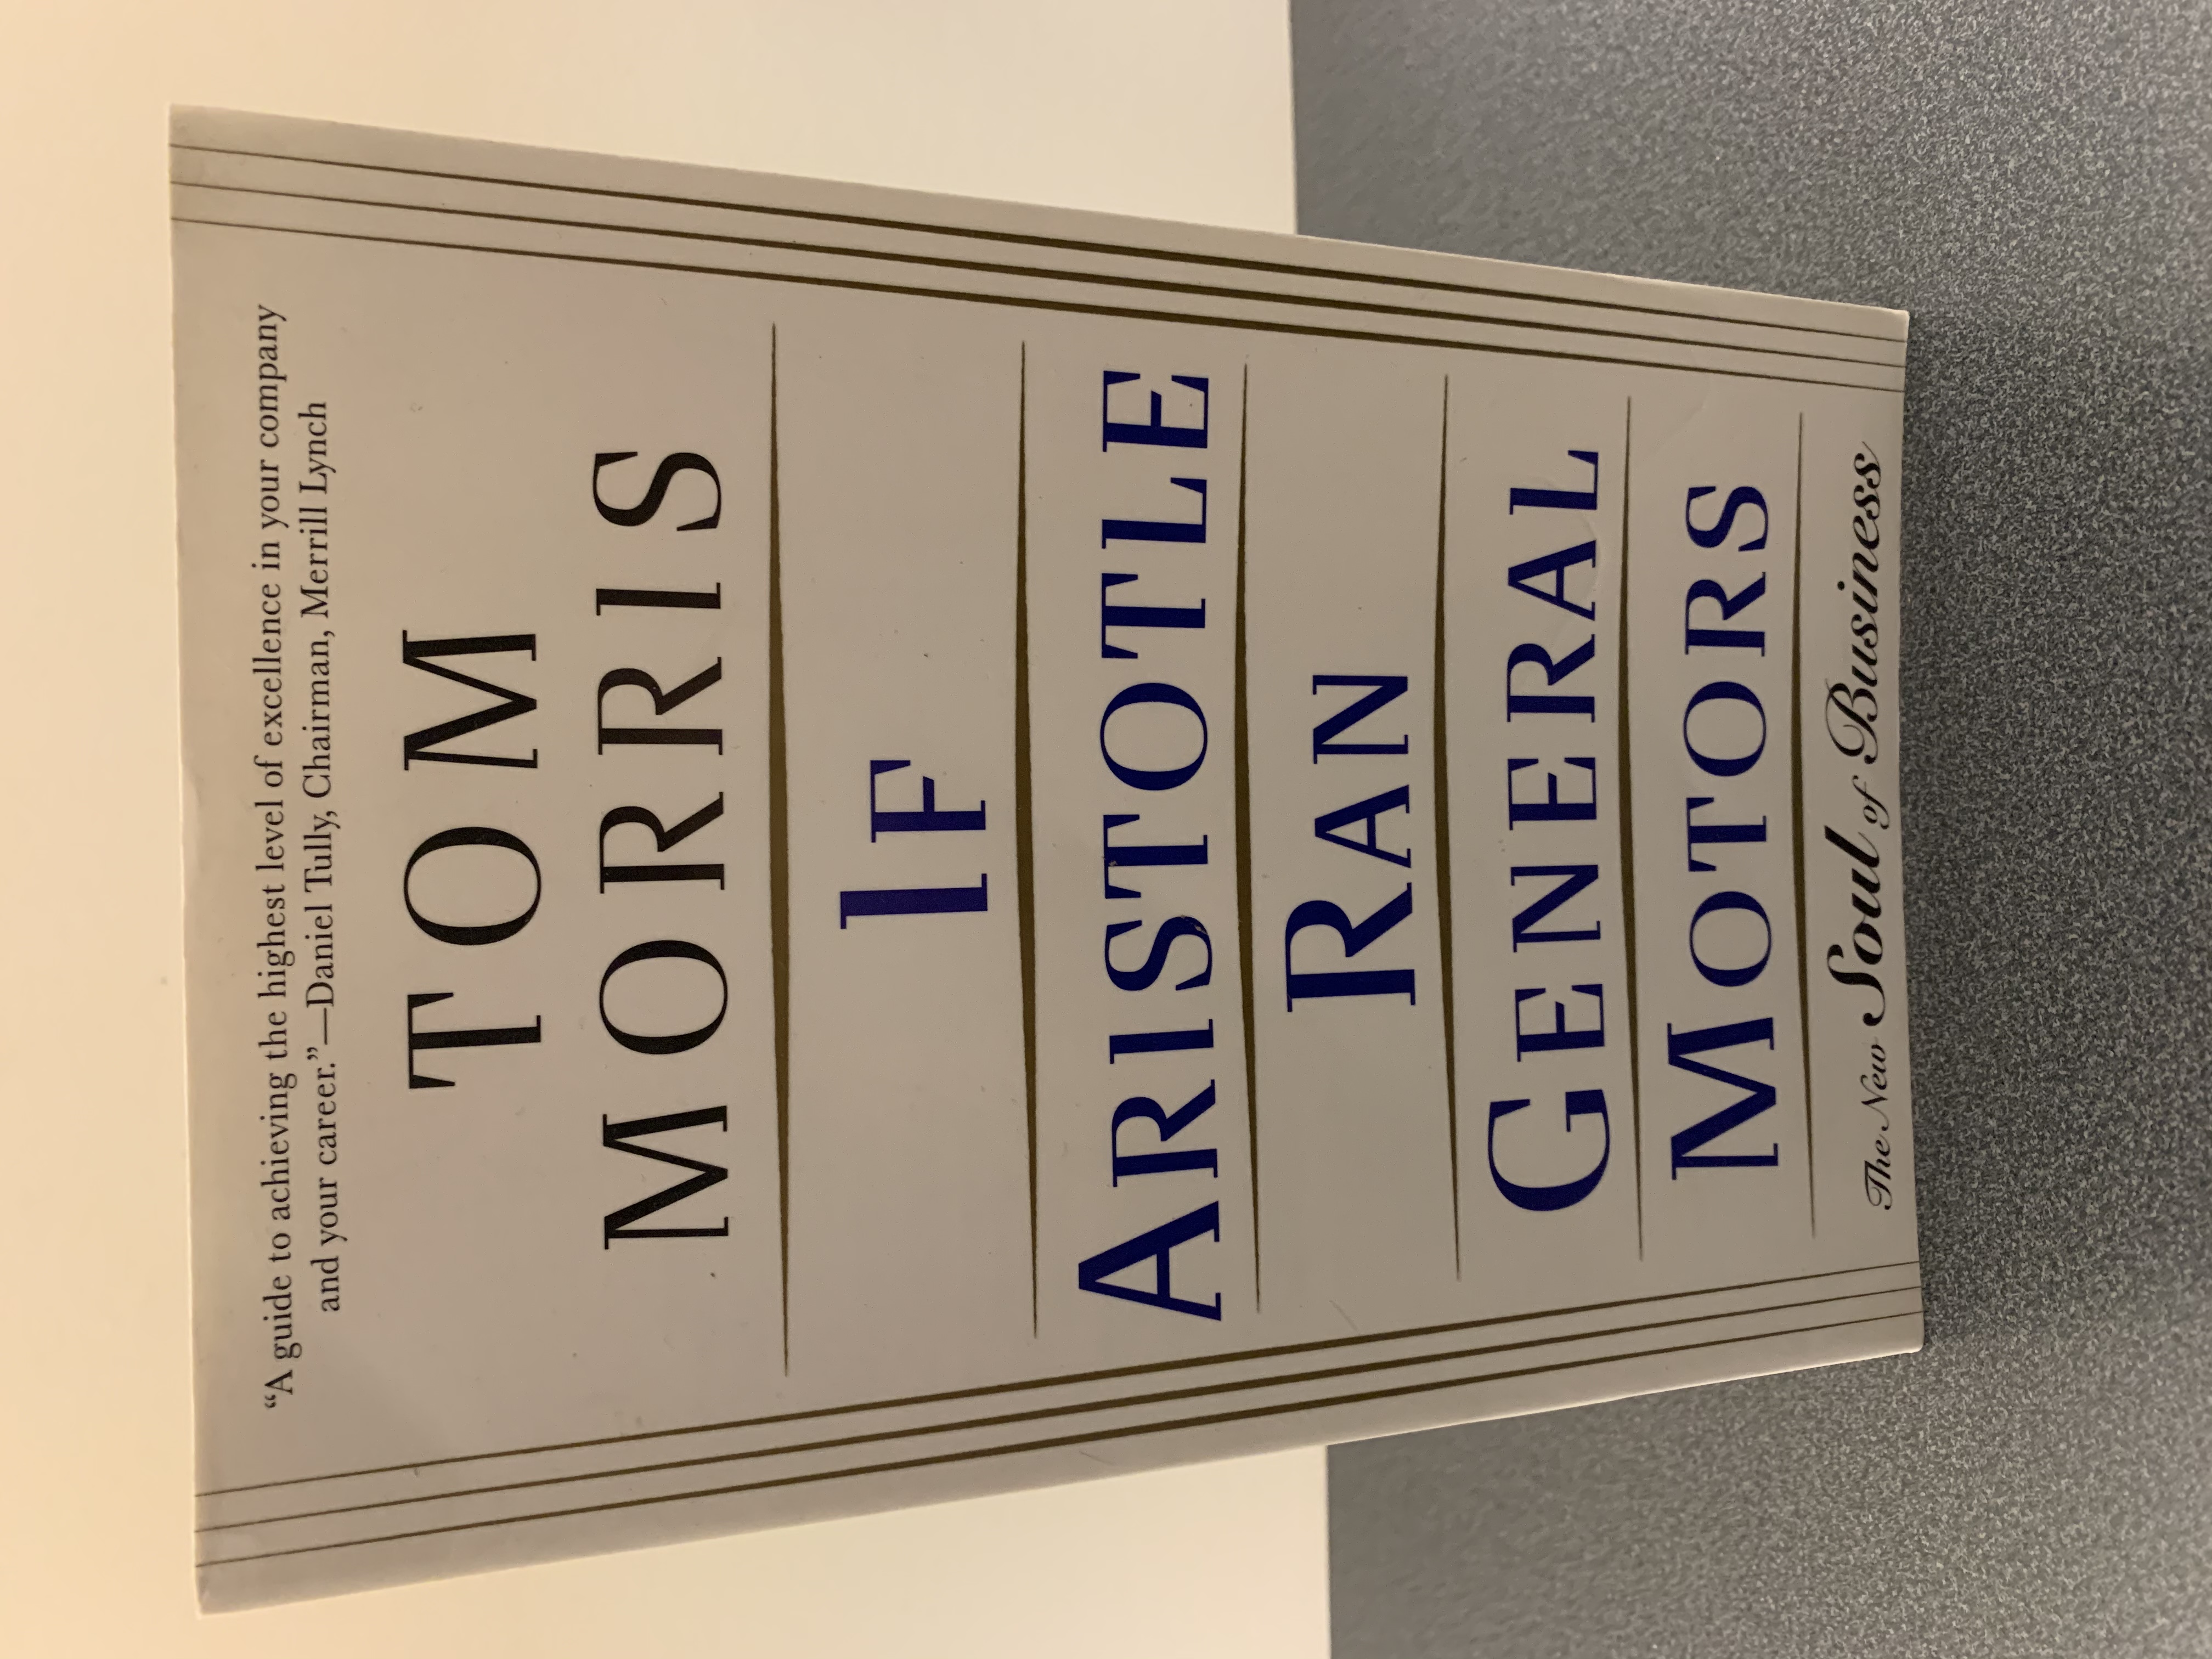 “A guide to achieving the highest level of excellence in your company
and your career.”—Daniel Tully, Chairman, Merrill Lynch
TOM
MORRIS
IF
ARISTOTLE
RAN
GENERAL
MOTORS
The New Soul of Business